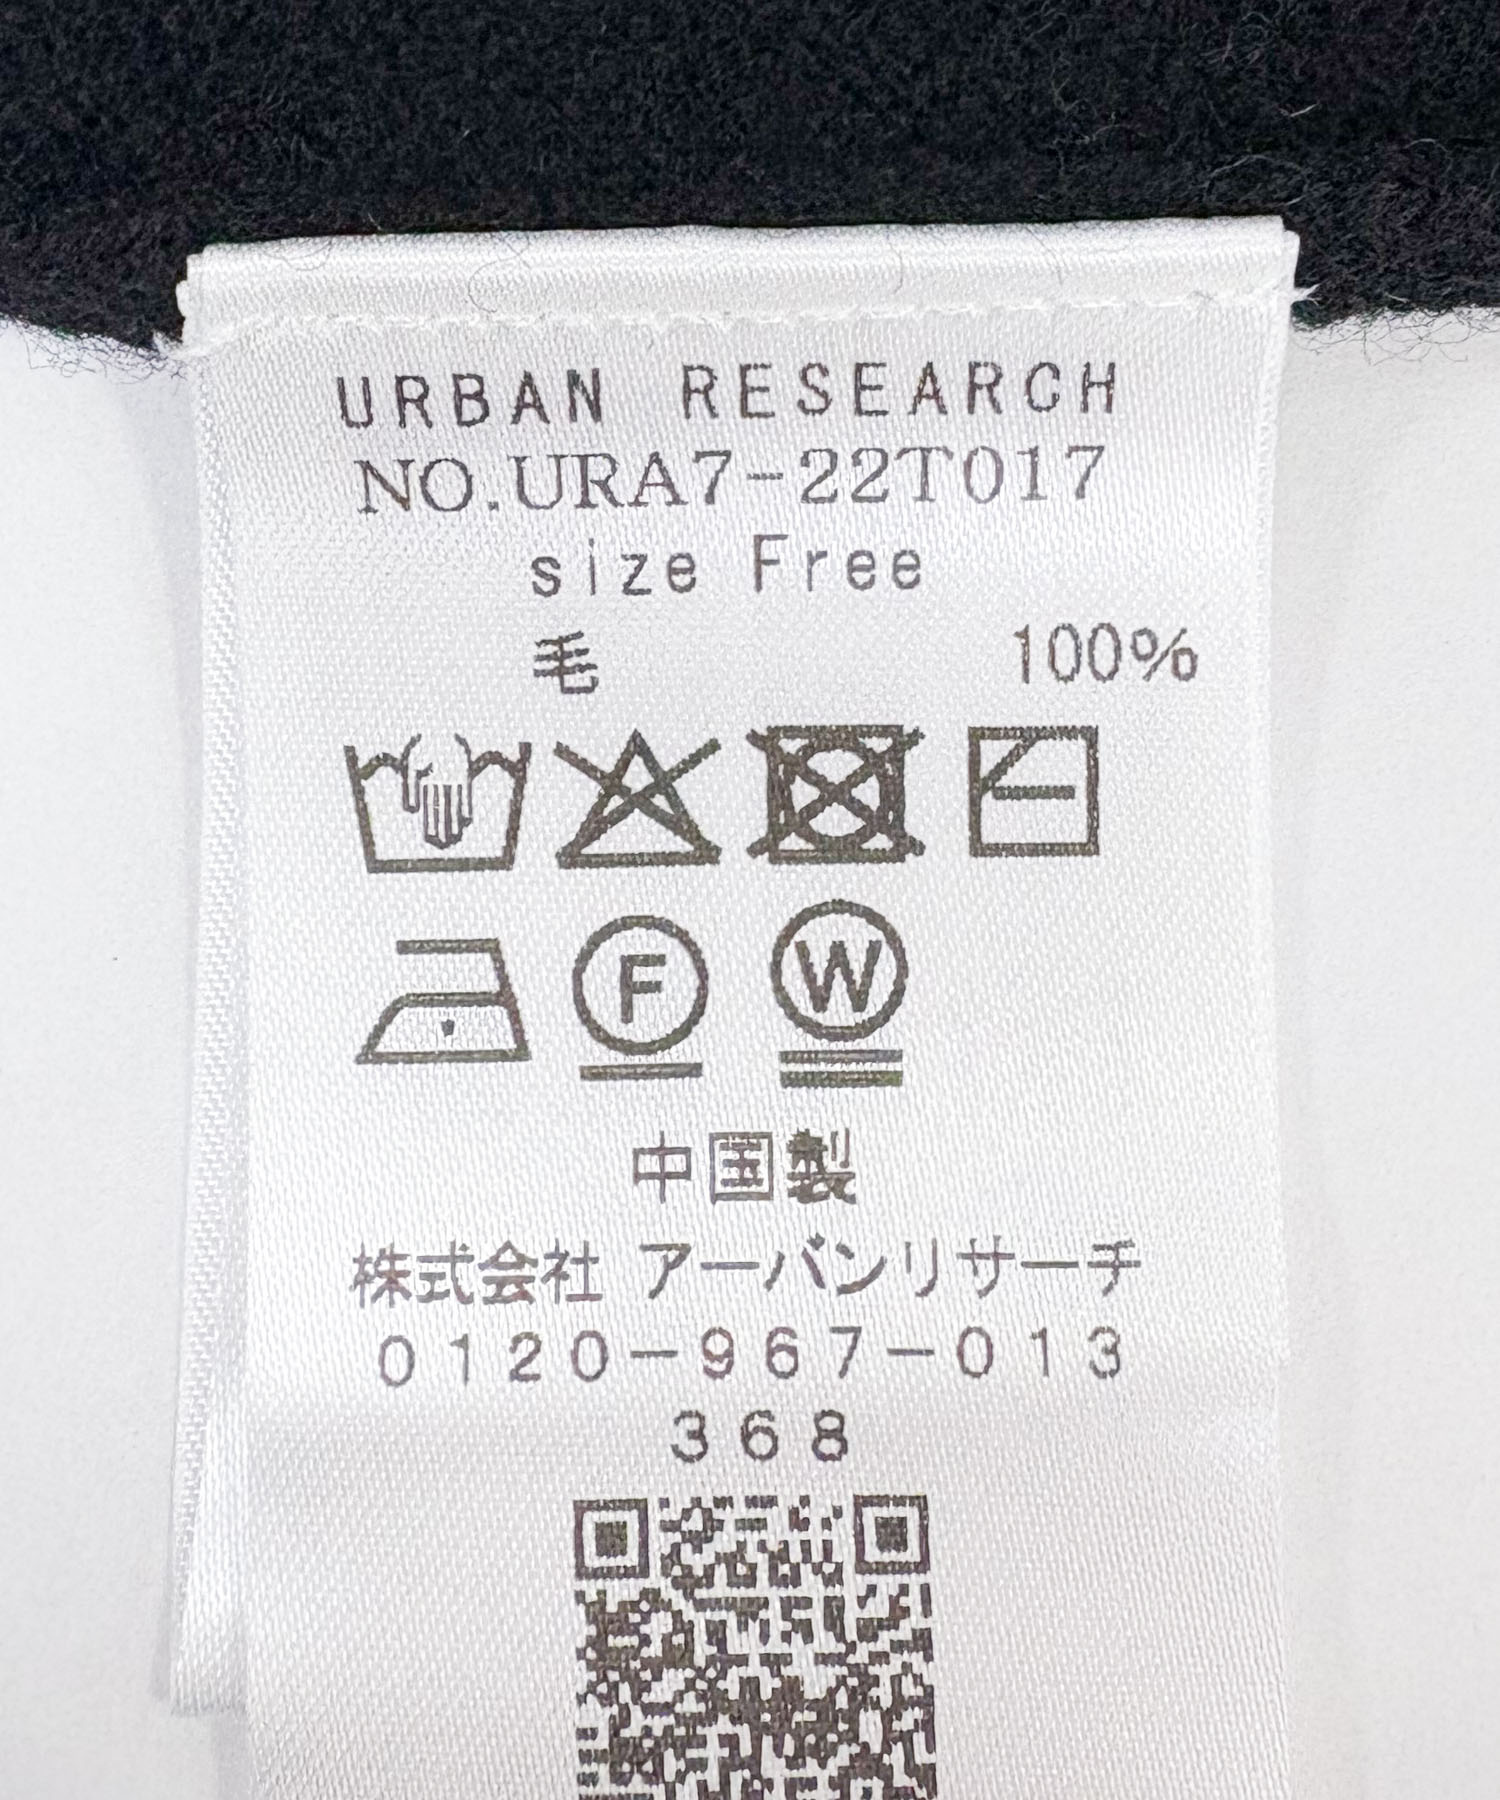 URBAN RESEARCH
NO.URA7-22T017
size Free
毛 100%
F W
中国製
株式会社 アーバンリサーチ
0120-967-013
368